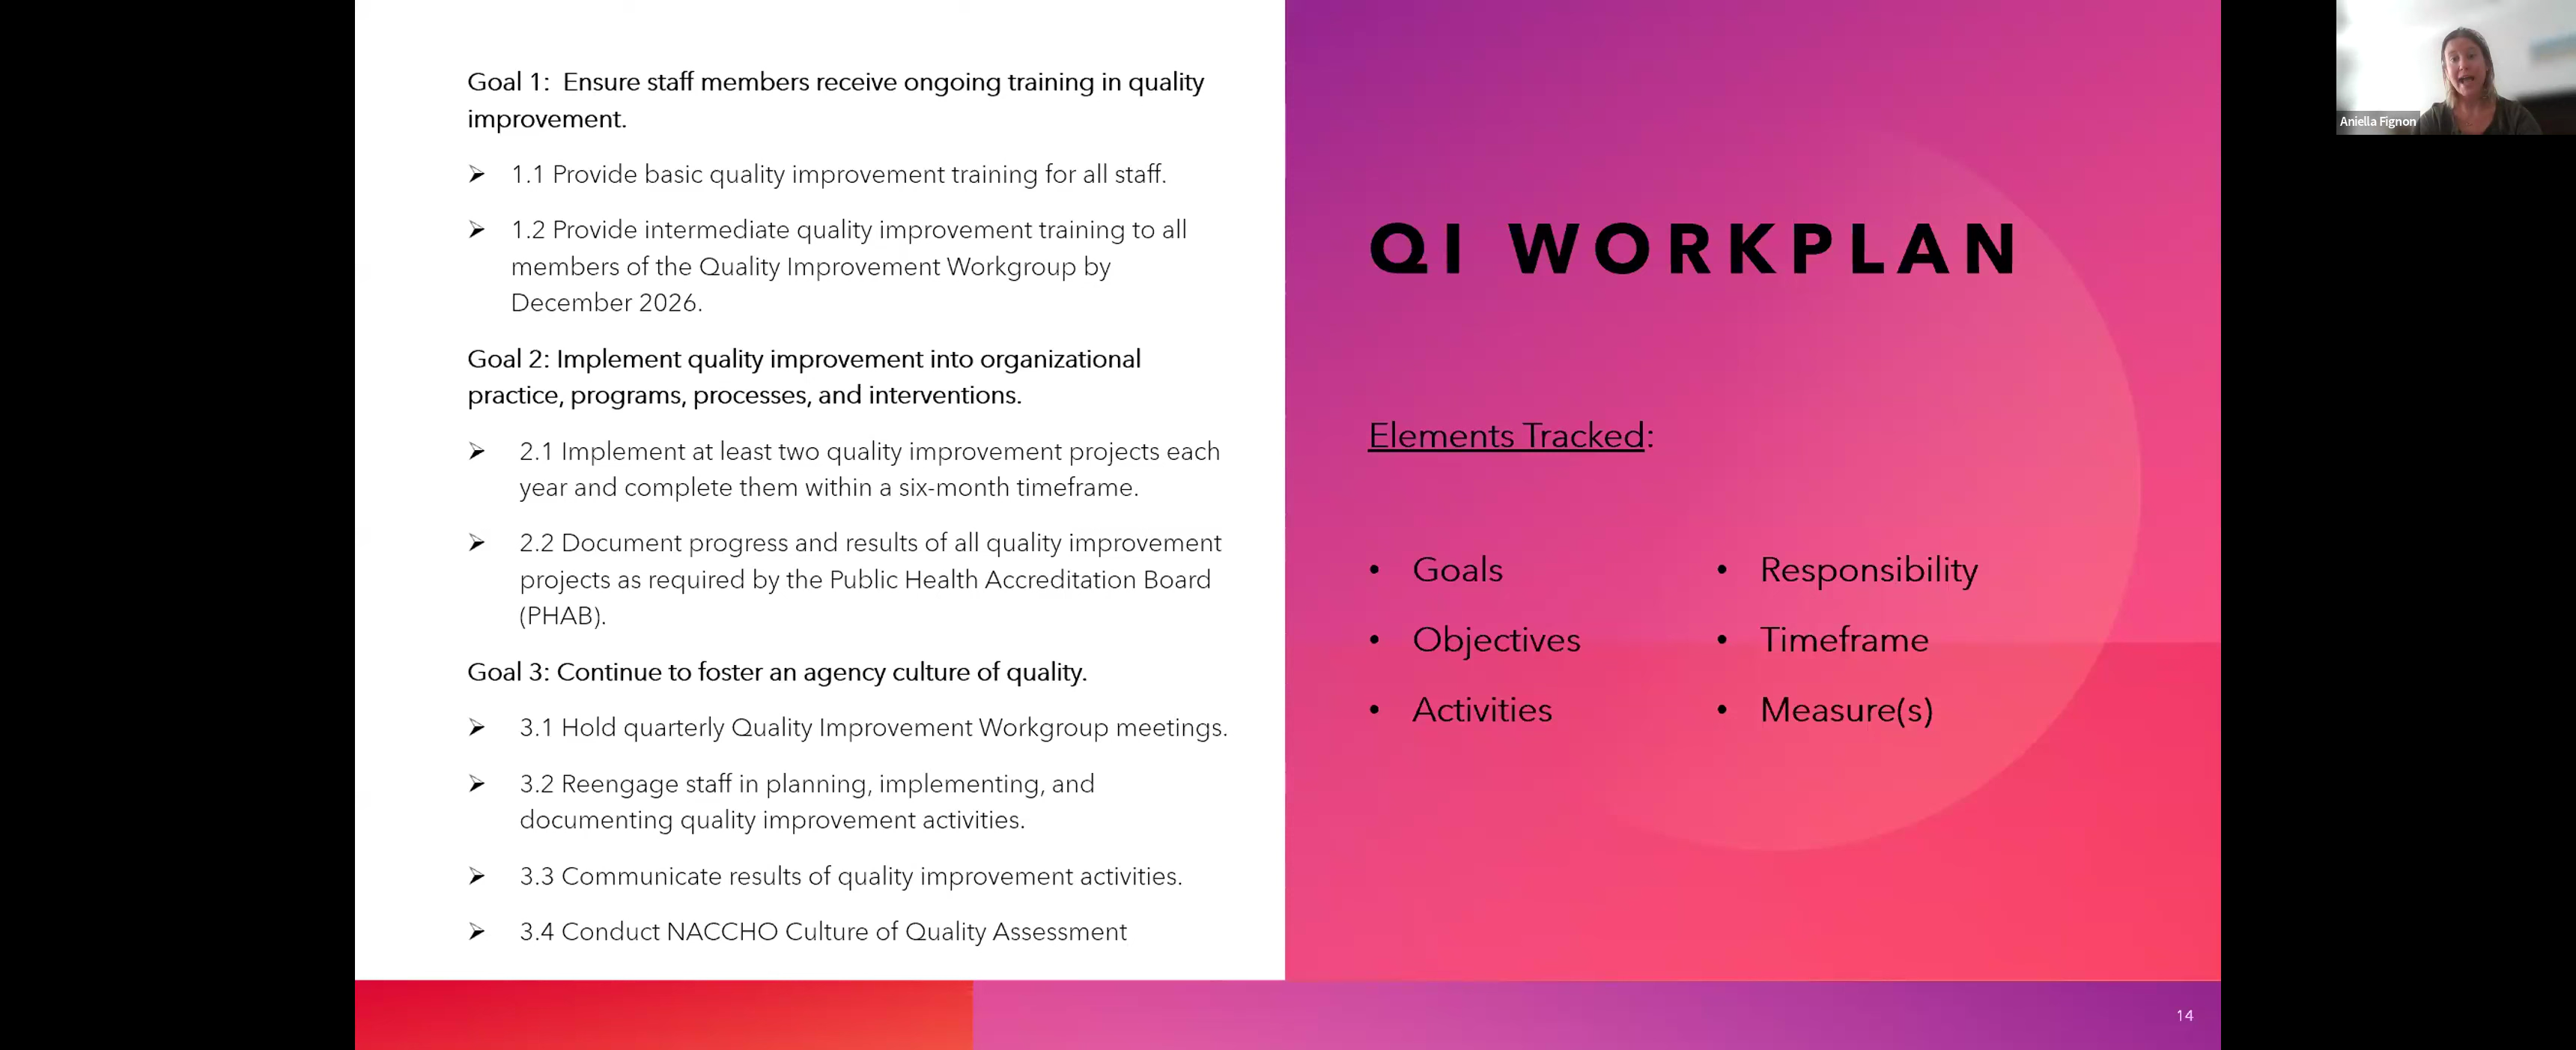 Goal 1:  Ensure staff members receive ongoing training in quality
improvement.
➢ 1.1 Provide basic quality improvement training for all staff.
➢ 1.2 Provide intermediate quality improvement training to all
members of the Quality Improvement Workgroup by
December 2026.
Goal 2: Implement quality improvement into organizational
practice, programs, processes, and interventions.
➢ 2.1 Implement at least two quality improvement projects each
year and complete them within a six-month timeframe.
➢ 2.2 Document progress and results of all quality improvement
projects as required by the Public Health Accreditation Board
(PHAB).
Goal 3: Continue to foster an agency culture of quality.
➢ 3.1 Hold quarterly Quality Improvement Workgroup meetings.
➢ 3.2 Reengage staff in planning, implementing, and
documenting quality improvement activities.
➢ 3.3 Communicate results of quality improvement activities.
➢ 3.4 Conduct NACCHO Culture of Quality Assessment
QI WORKPLAN
Elements Tracked:
• Goals
• Objectives
• Activities
• Responsibility
• Timeframe
• Measure(s)
14
Aniella Fignon